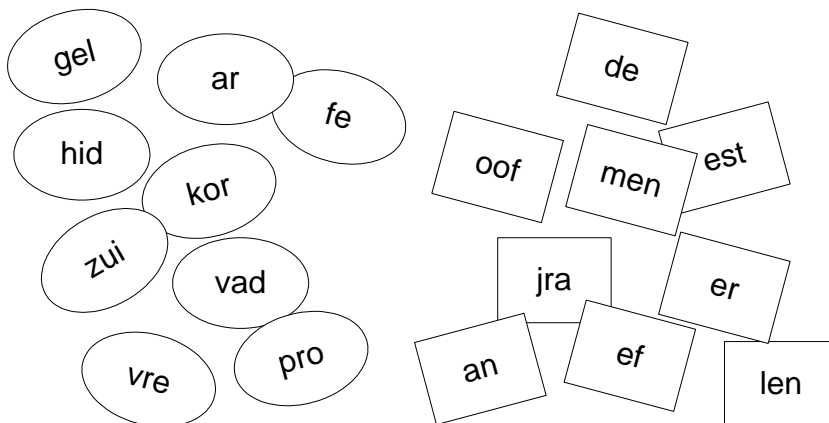 gel
ar
fe
hid
kor
zui
vad
vre
pro
de
oof
men
est
jra
er
an
ef
len